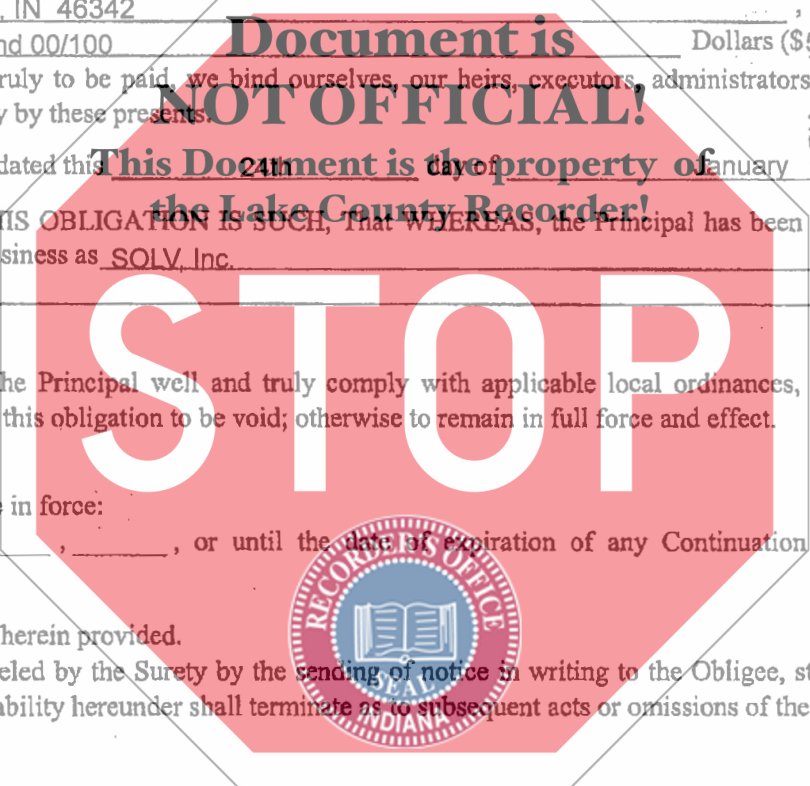 , IN 46342 ,
Document is
nd 00/100 Dollars ($
ruly to be paid, we bind ourselves, our heirs, executors, administrators
NOT OFFICIAL!
y by these presents.
This Document is the property of
dated this 24th day of January
the Lake County Recorder!
IS OBLIGATION IS SUCH, That WHEREAS, the Principal has been
siness as SOLV, Inc.
STOP
he Principal well and truly comply with applicable local ordinances,
this obligation to be void; otherwise to remain in full force and effect.
e in force:
, , or until the date of expiration of any Continuation
RECORDER'S OFFICE
SEAL
INDIANA
herein provided.
eled by the Surety by the sending of notice in writing to the Obligee, st
ability hereunder shall terminate as to subsequent acts or omissions of the